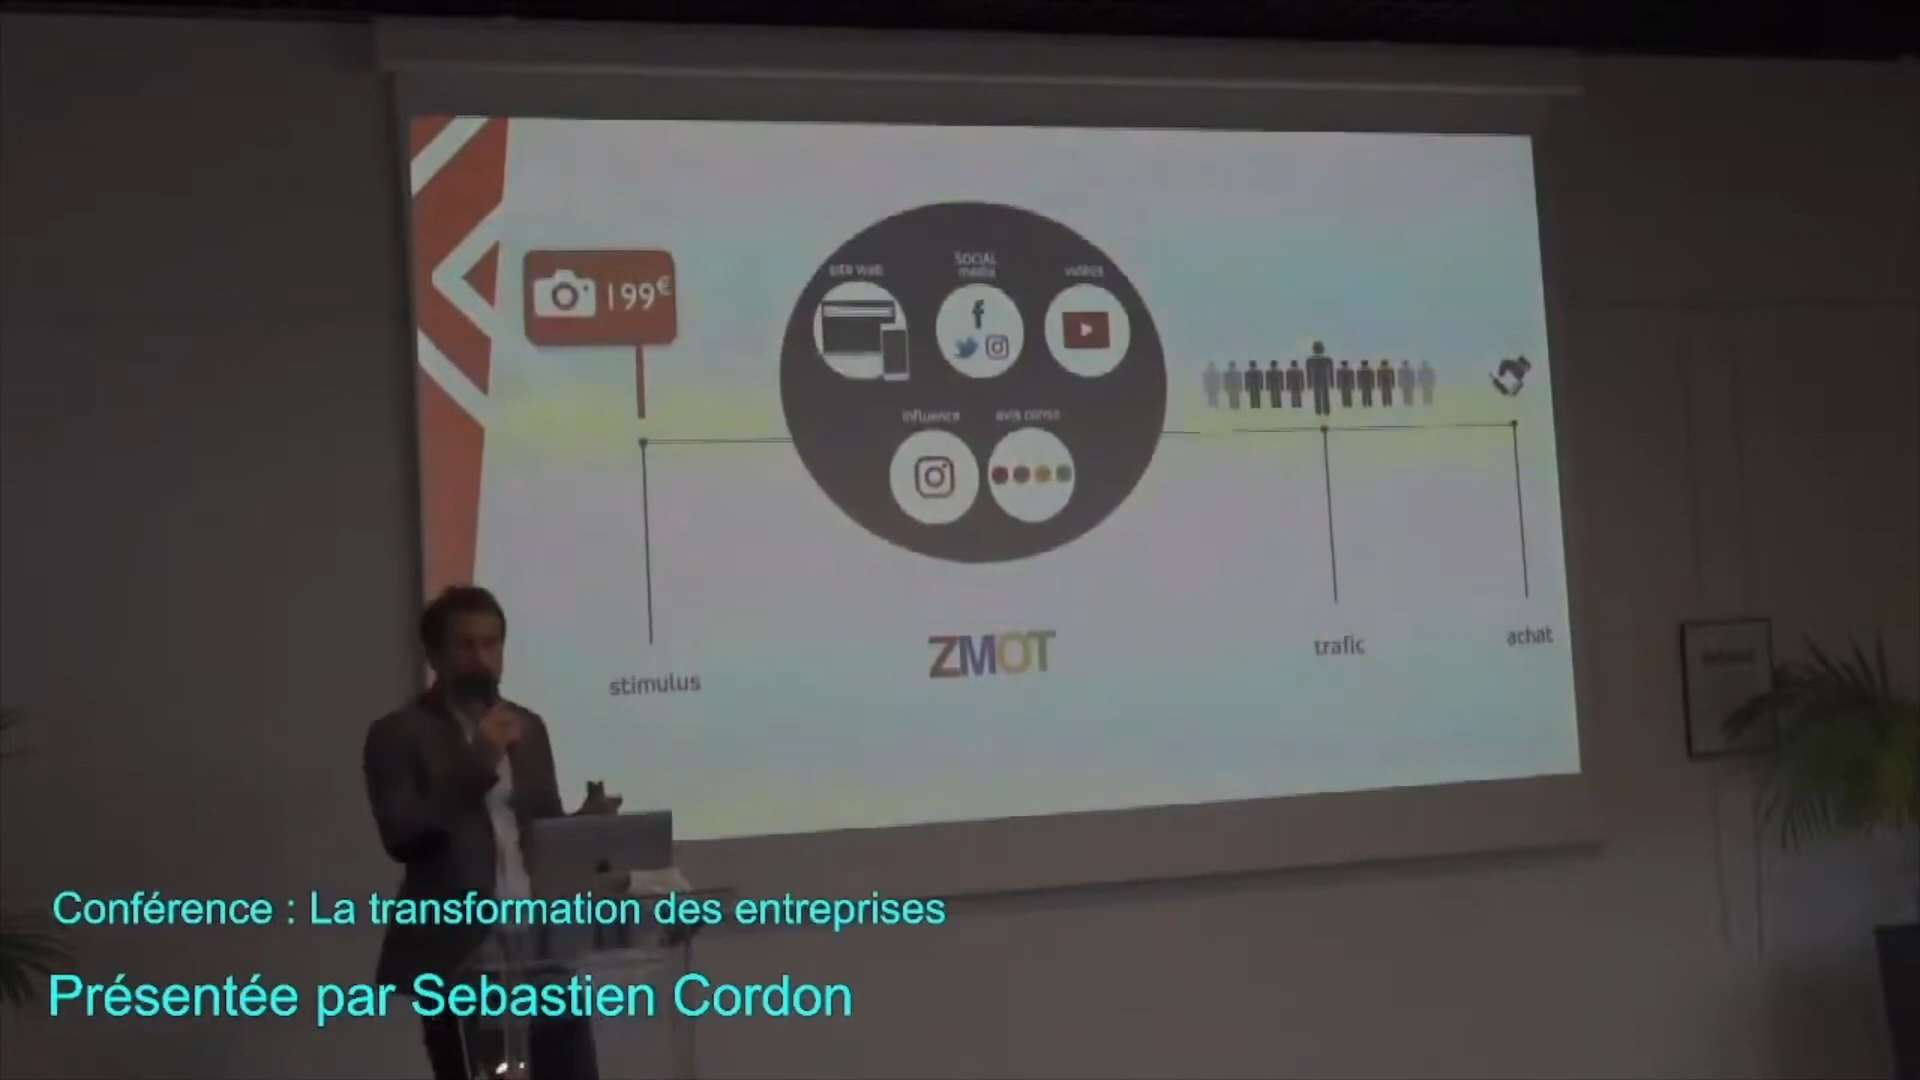 199€
site web
SOCIAL
media
vidéos
influence
avis conso
ZMOT
stimulus
trafic
achat
Conférence : La transformation des entreprises
Présentée par Sebastien Cordon